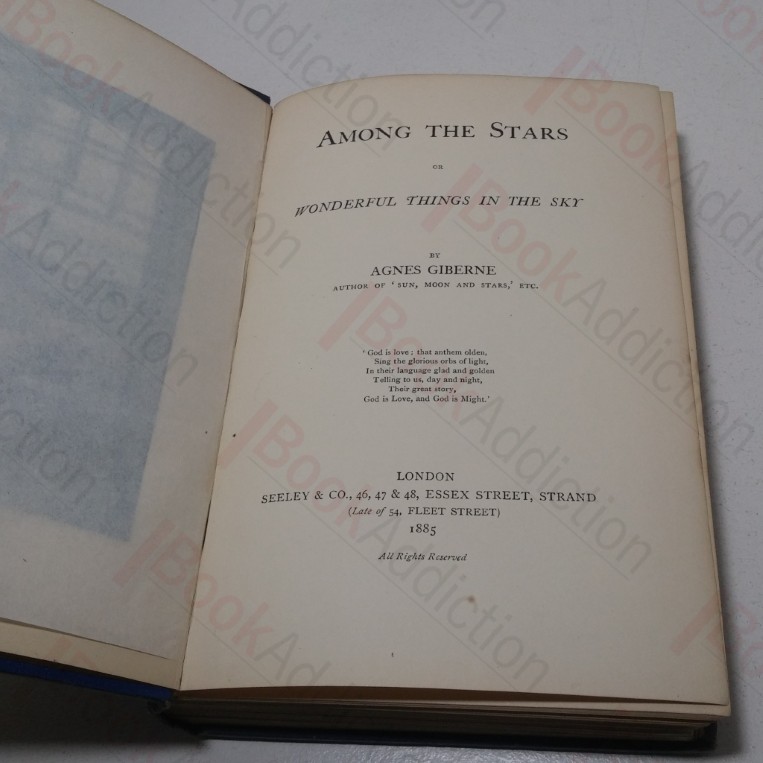 AMONG THE STARS
OR
WONDERFUL THINGS IN THE SKY
BY
AGNES GIBERNE
AUTHOR OF ‘SUN, MOON AND STARS,’ ETC.
‘God is love; that anthem olden,
Sing the glorious orbs of light,
In their language glad and golden
Telling to us, day and night,
Their great story,
God is Love, and God is Might.’
LONDON
SEELEY & CO., 46, 47 & 48, ESSEX STREET, STRAND
(Late of 54, FLEET STREET)
1885
All Rights Reserved
BookAddiction